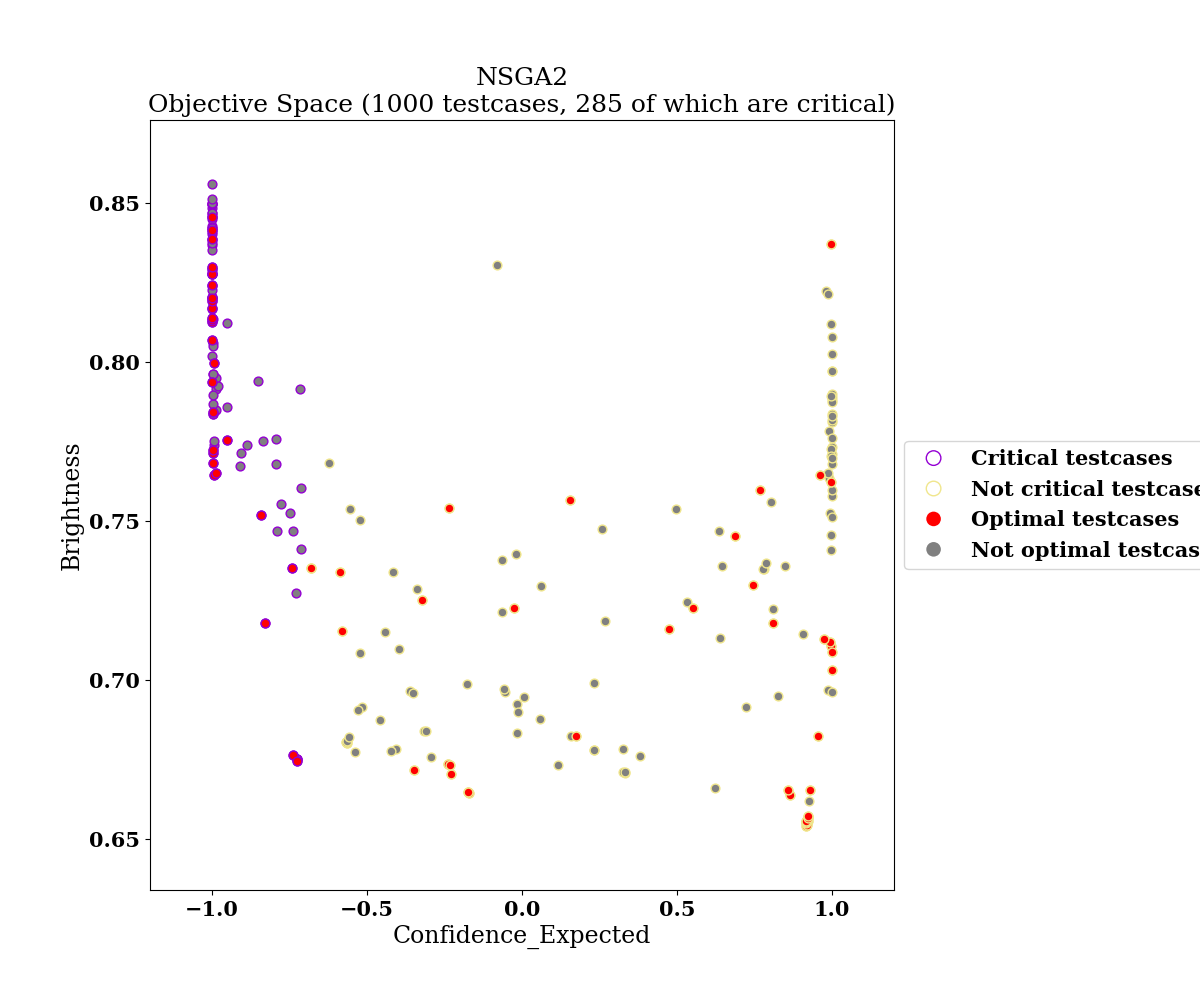 NSGA2
Objective Space (1000 testcases, 285 of which are critical)
0.85
0.80
0.75
0.70
0.65
Brightness
−1.0
−0.5
0.0
0.5
1.0
Confidence_Expected
Critical testcases
Not critical testcase
Optimal testcases
Not optimal testcas